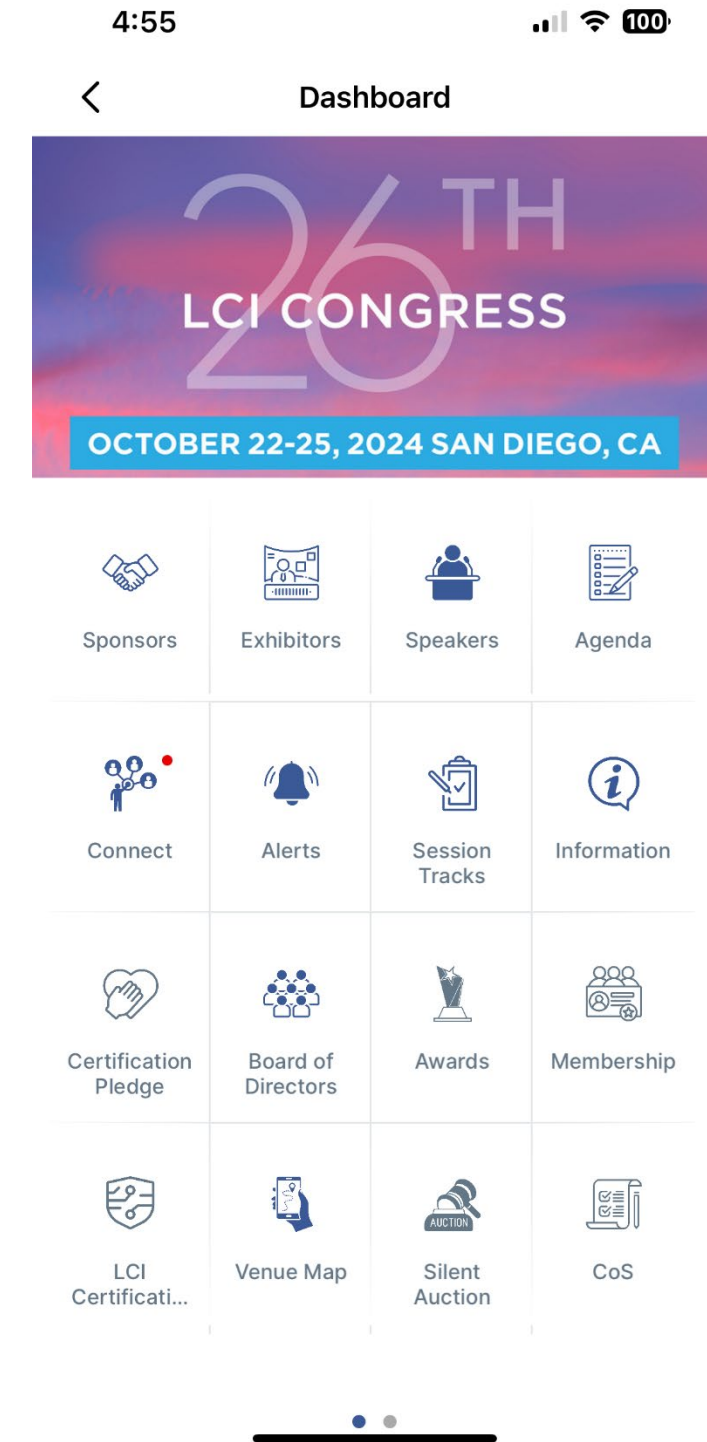 4:55
100
Dashboard
26TH
LCI CONGRESS
OCTOBER 22-25, 2024 SAN DIEGO, CA
Sponsors
Exhibitors
Speakers
Agenda
Connect
Alerts
Session
Tracks
Information
Certification
Pledge
Board of
Directors
Awards
Membership
LCI
Certificati...
Venue Map
AUCTION
Silent
Auction
CoS